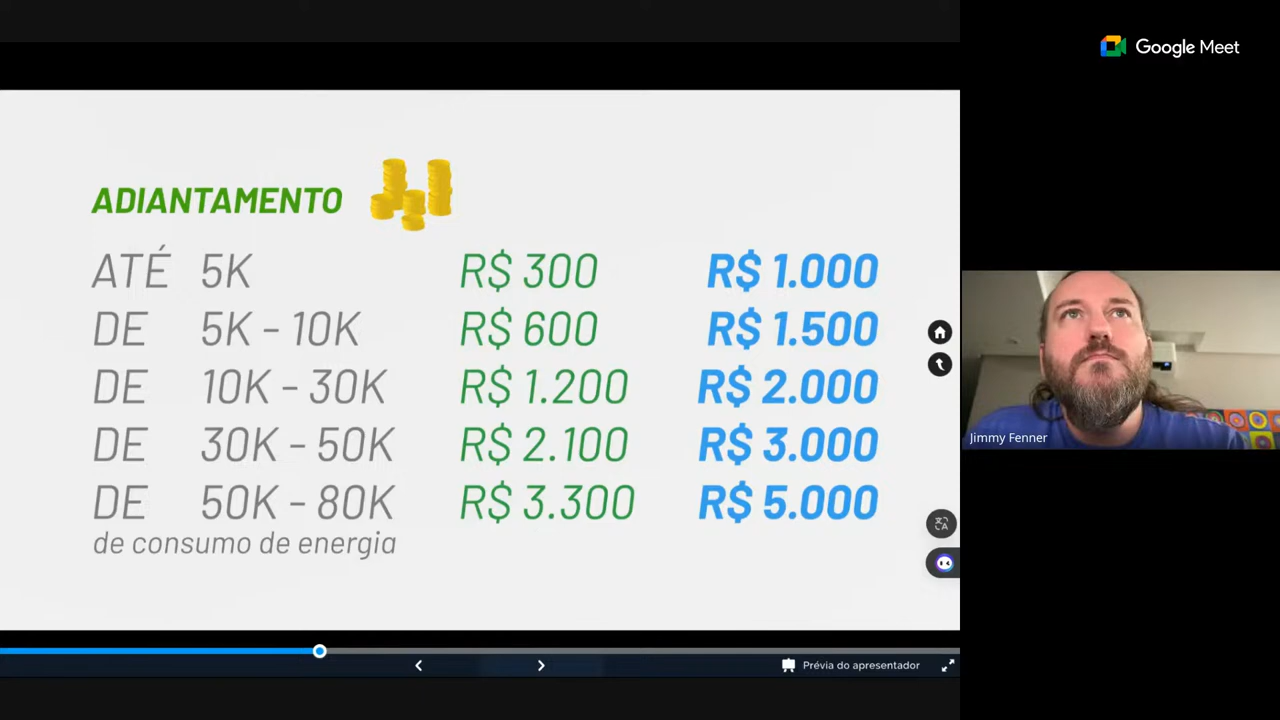 Google Meet
ADIANTAMENTO
ATÉ 5K R$ 300 R$ 1.000
DE 5K - 10K R$ 600 R$ 1.500
DE 10K - 30K R$ 1.200 R$ 2.000
DE 30K - 50K R$ 2.100 R$ 3.000
DE 50K - 80K R$ 3.300 R$ 5.000
de consumo de energia
Jimmy Fenner
Prévia do apresentador